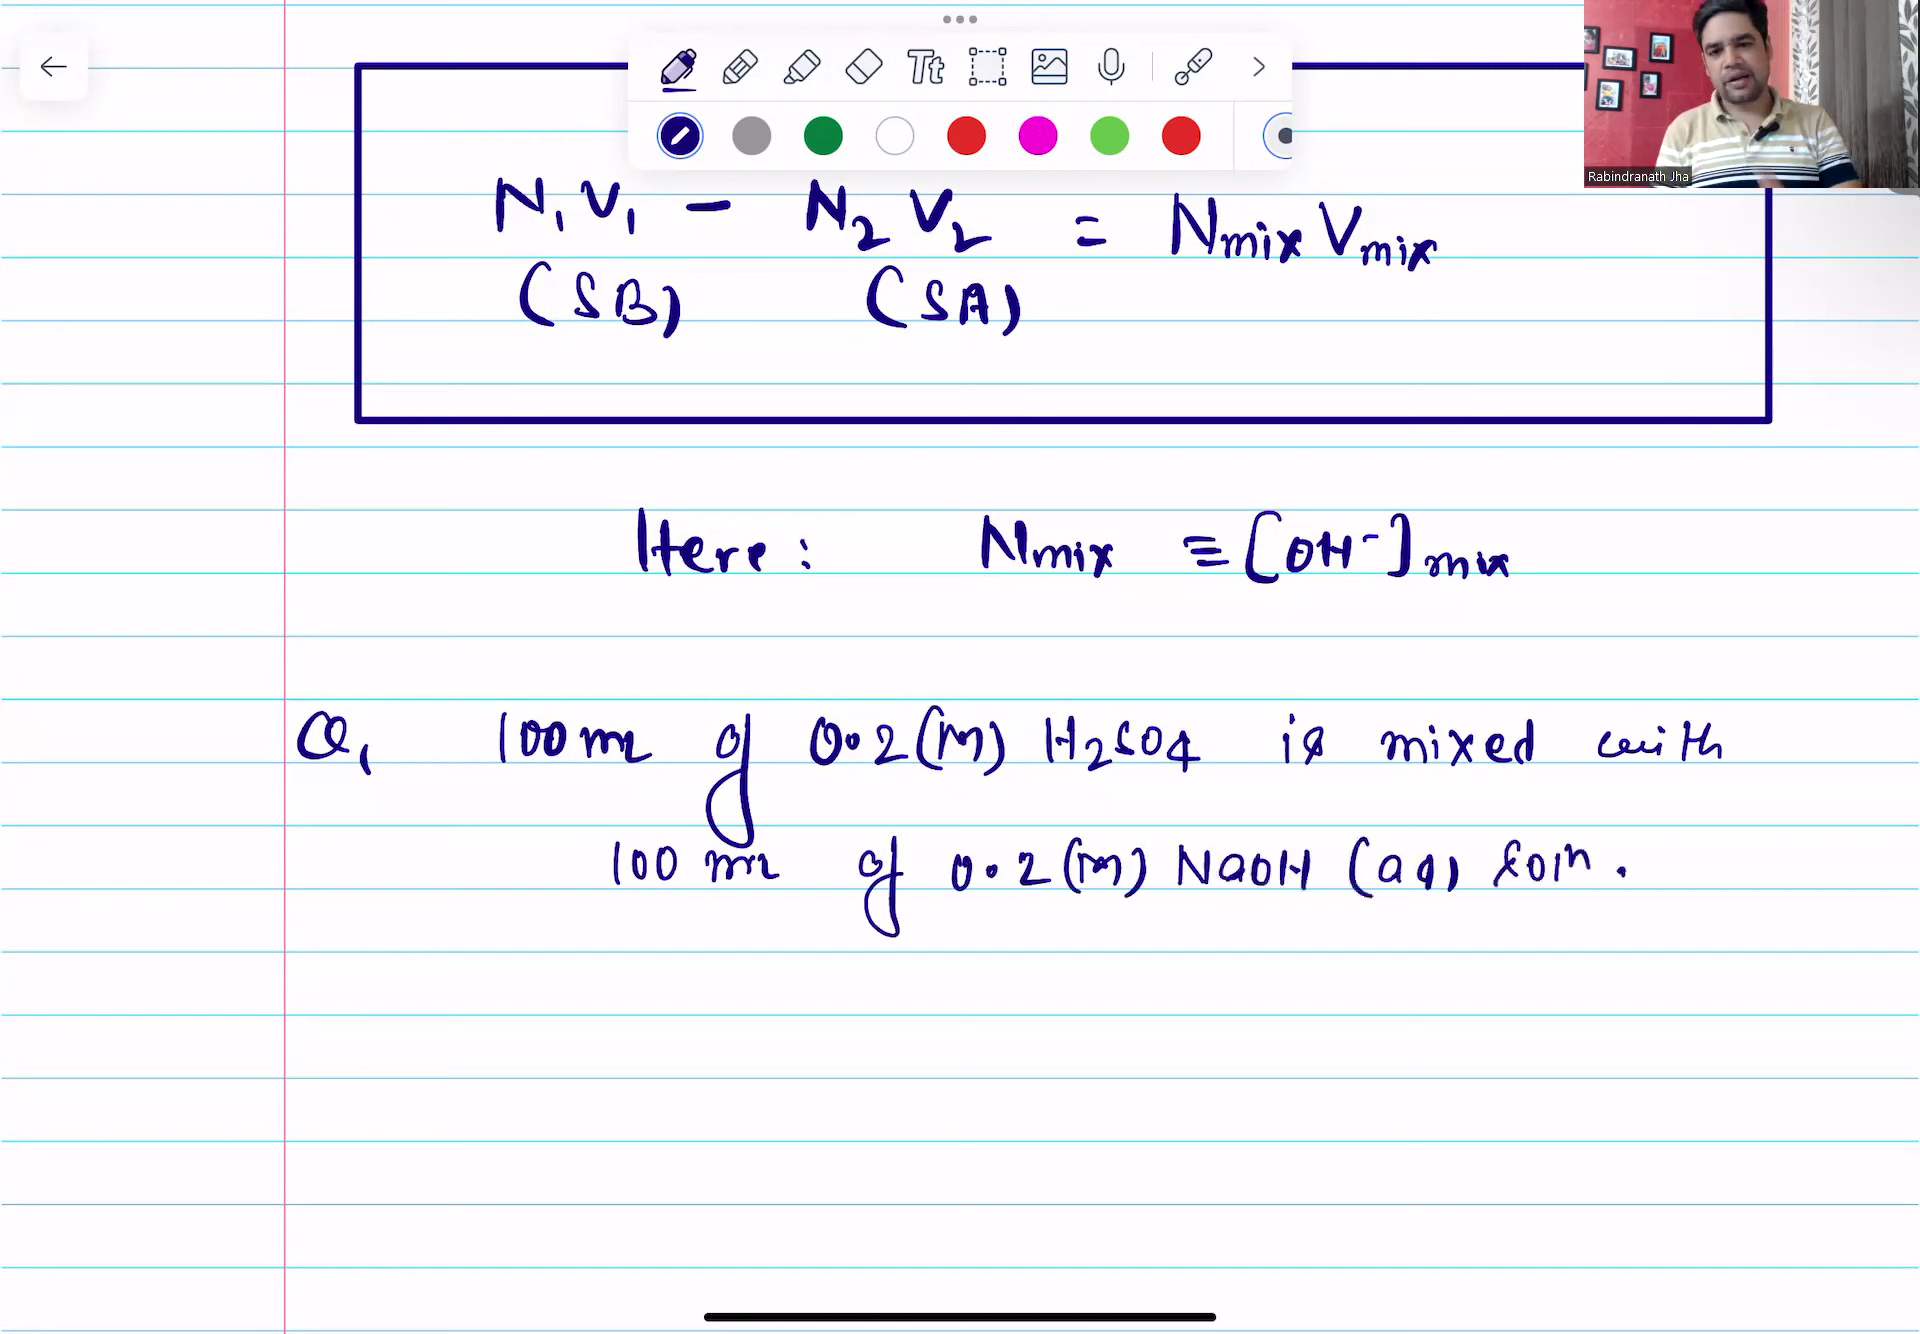 Tt
Rabindranath Jha
N₁V₁ - N₂V₂ = Nmix Vmix
(SB) (SA)
Here: Nmix ≡ [OH⁻]mix
Q₁ 100 mL of 0.2(M) H₂SO₄ is mixed with
100 mL of 0.2(M) NaOH (aq) soln.